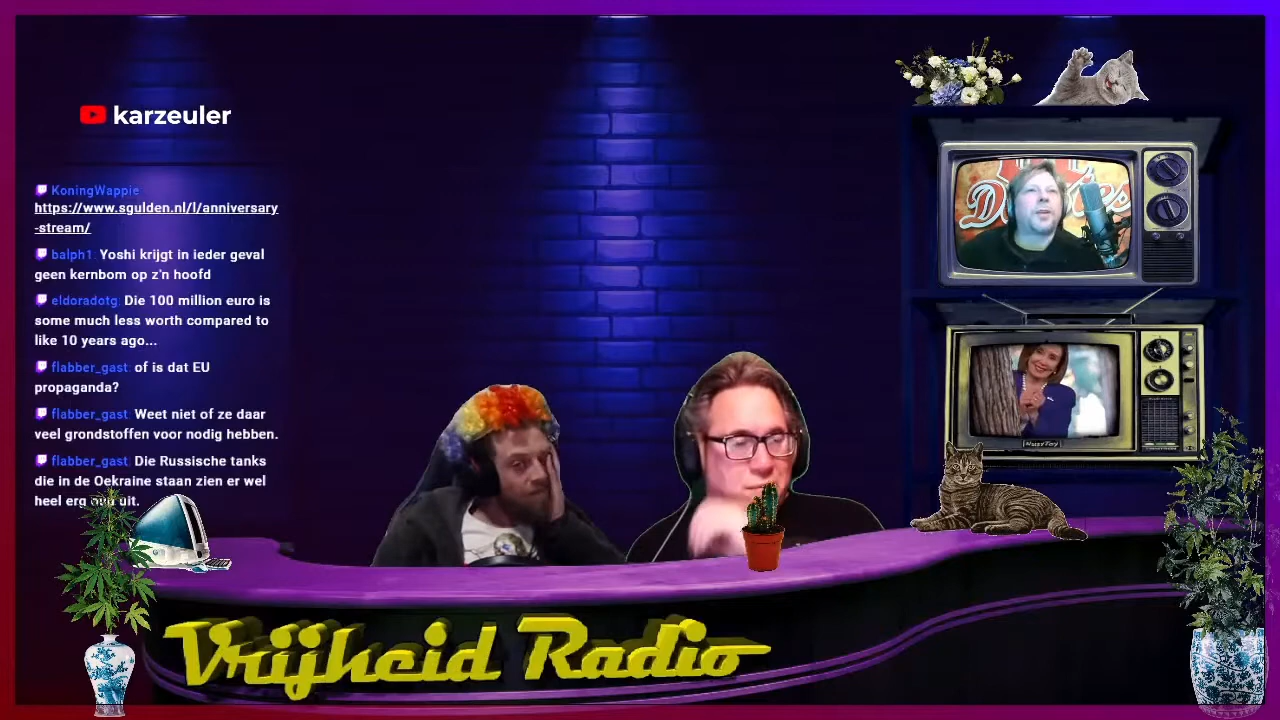 karzeuler
KoningWappie
https://www.sgulden.nl/l/anniversary
-stream/
balph1: Yoshi krijgt in ieder geval
geen kernbom op z'n hoofd
eldoradotg: Die 100 million euro is
some much less worth compared to
like 10 years ago...
flabber_gast: of is dat EU
propaganda?
flabber_gast: Weet niet of ze daar
veel grondstoffen voor nodig hebben.
flabber_gast: Die Russische tanks
die in de Oekraine staan zien er wel
heel erg oud uit.
Vrijheid Radio